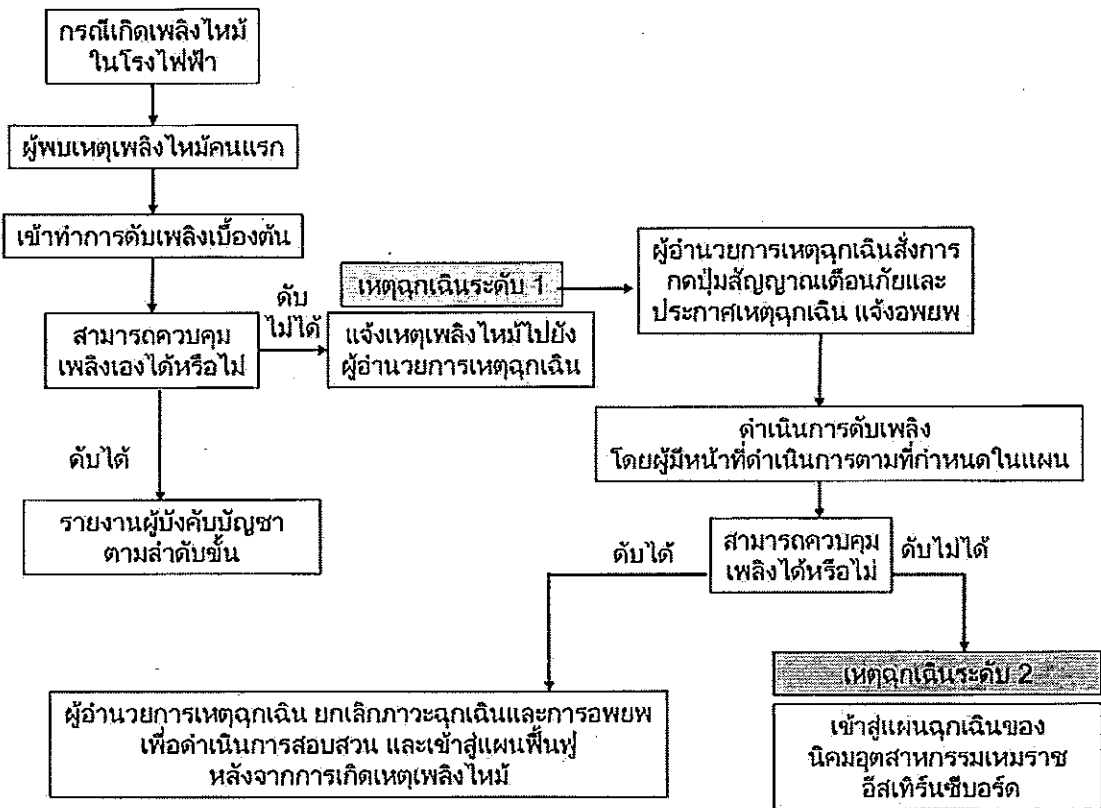 กรณีเกิดเพลิงไหม้
ในโรงไฟฟ้า
ผู้พบเหตุเพลิงไหม้คนแรก
เข้าทำการดับเพลิงเบื้องต้น
สามารถควบคุม
เพลิงเองได้หรือไม่
ดับ
ไม่ได้
เหตุฉุกเฉินระดับ 1
แจ้งเหตุเพลิงไหม้ไปยัง
ผู้อำนวยการเหตุฉุกเฉิน
ดับได้
รายงานผู้บังคับบัญชา
ตามลำดับขั้น
ผู้อำนวยการเหตุฉุกเฉินสั่งการ
กดปุ่มสัญญาณเตือนภัยและ
ประกาศเหตุฉุกเฉิน แจ้งอพยพ
ดำเนินการดับเพลิง
โดยผู้มีหน้าที่ดำเนินการตามที่กำหนดในแผน
สามารถควบคุม
เพลิงได้หรือไม่
ดับได้
ดับไม่ได้
ผู้อำนวยการเหตุฉุกเฉิน ยกเลิกภาวะฉุกเฉินและการอพยพ
เพื่อดำเนินการสอบสวน และเข้าสู่แผนฟื้นฟู
หลังจากการเกิดเหตุเพลิงไหม้
เหตุฉุกเฉินระดับ 2
เข้าสู่แผ่นฉุกเฉินของ
นิคมอุตสาหกรรมเหมราช
อีสเทิร์นซีบอร์ด